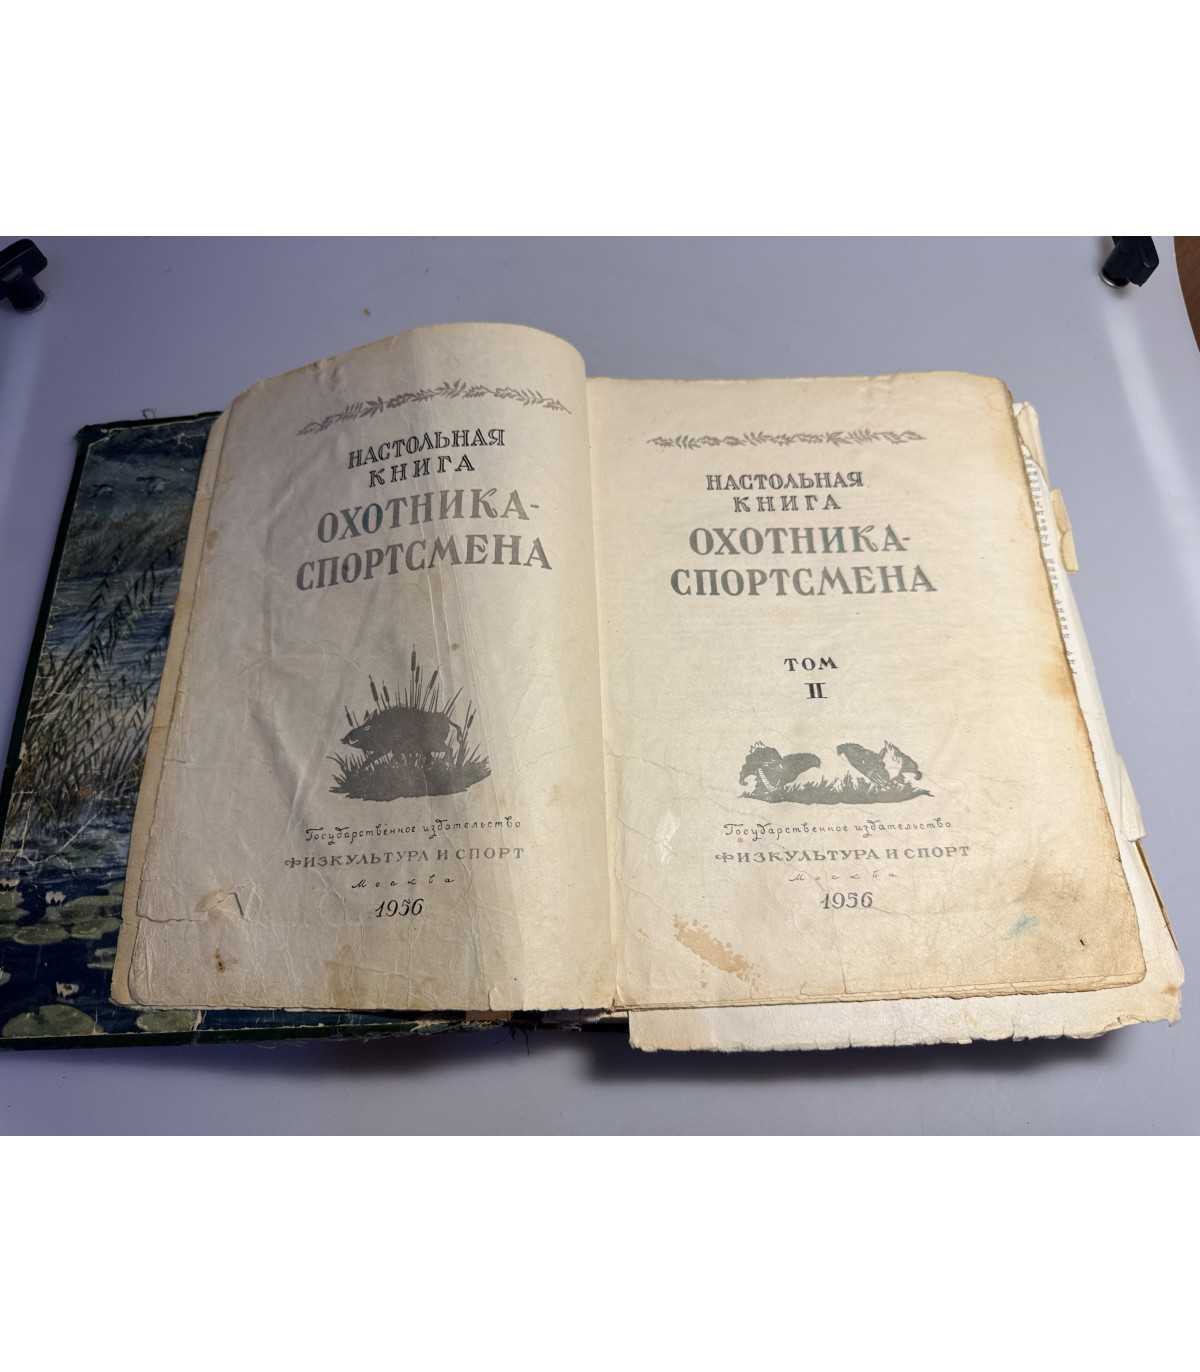 НАСТОЛЬНАЯ
КНИГА
ОХОТНИКА-
СПОРТСМЕНА
Государственное издательство
ФИЗКУЛЬТУРА И СПОРТ
Москва
1956
НАСТОЛЬНАЯ
КНИГА
ОХОТНИКА-
СПОРТСМЕНА
ТОМ
II
Государственное издательство
ФИЗКУЛЬТУРА И СПОРТ
Москва
1956